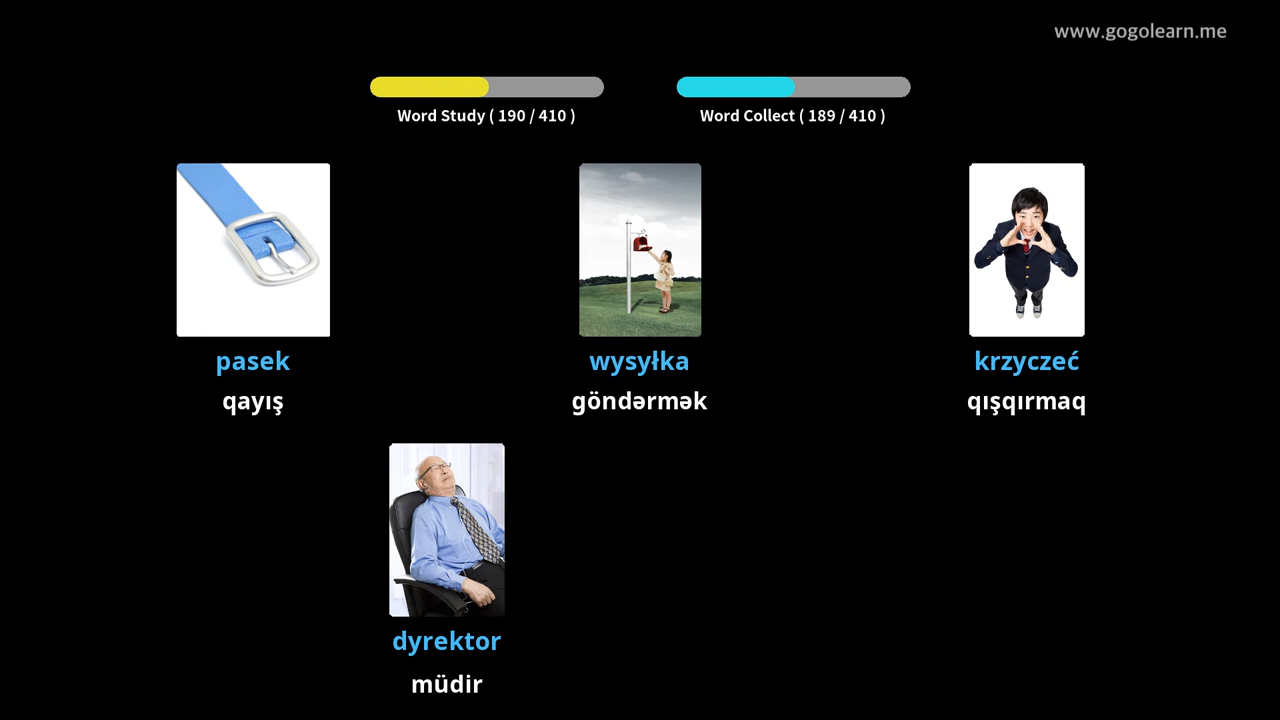 www.gogolearn.me
Word Study ( 190 / 410 )
Word Collect ( 189 / 410 )
pasek
qayış
wysyłka
göndərmək
krzyczeć
qışqırmaq
dyrektor
müdir